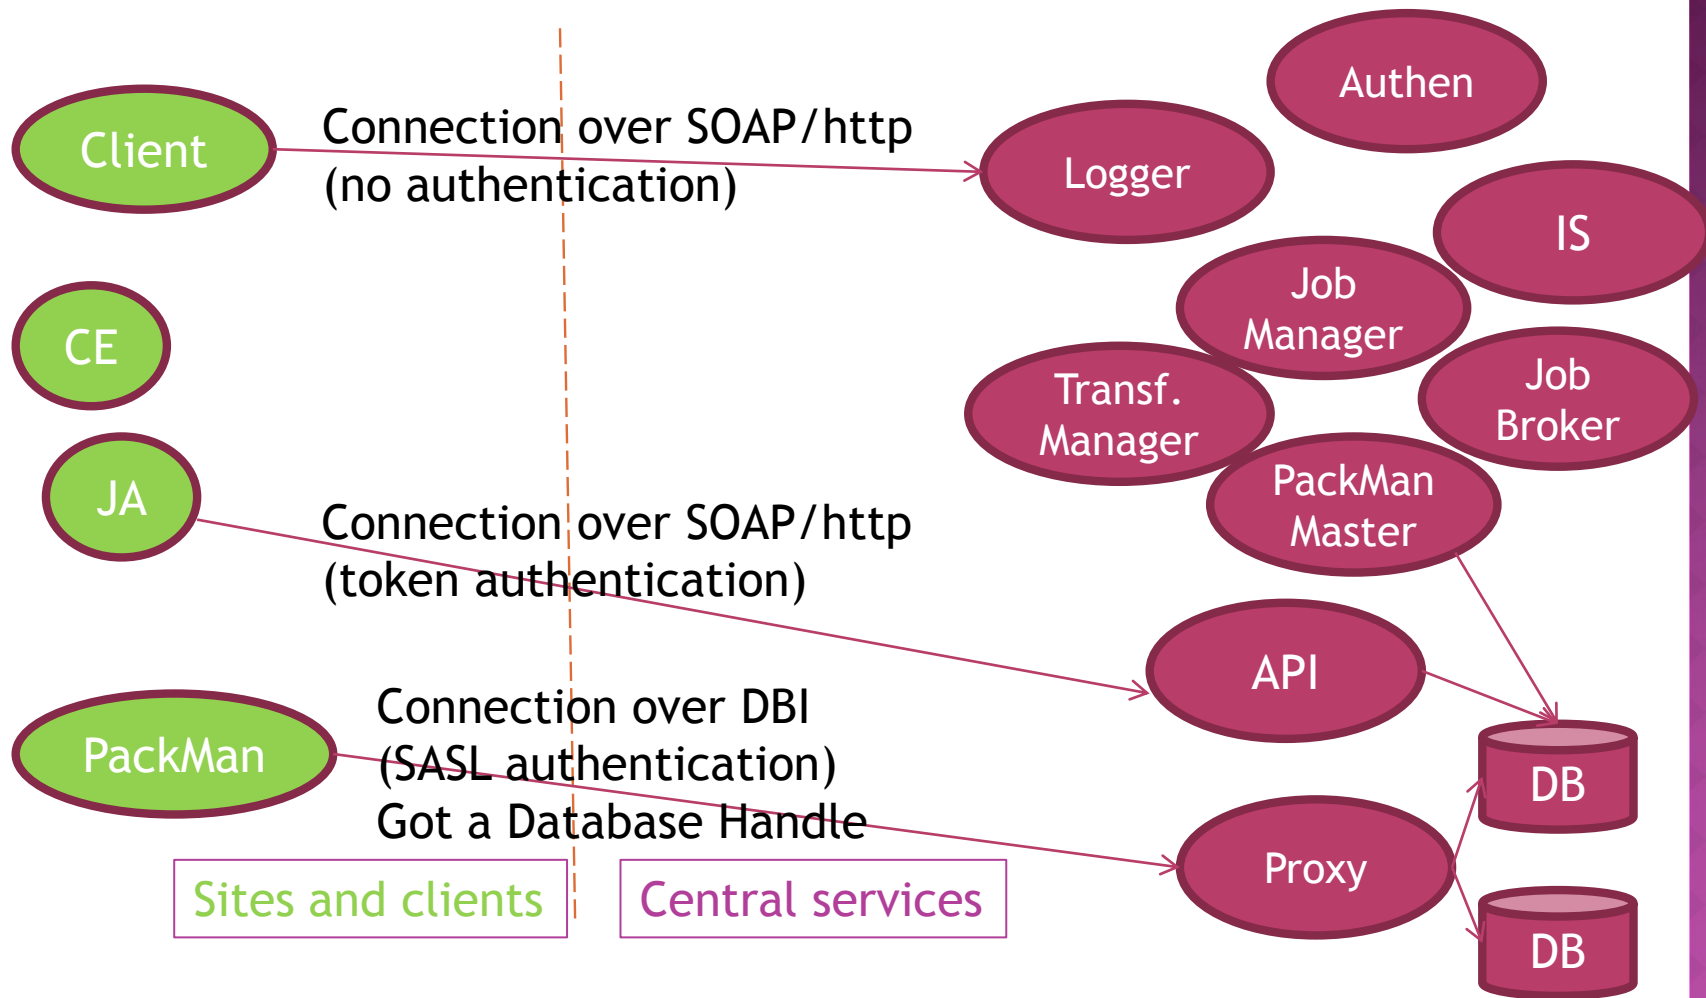 Authen
Client
Connection over SOAP/http
(no authentication)
Logger
IS
Job
Manager
CE
Transf.
Manager
Job
Broker
JA
PackMan
Master
Connection over SOAP/http
(token authentication)
API
PackMan
Connection over DBI
(SASL authentication)
Got a Database Handle
DB
Proxy
Sites and clients
Central services
DB